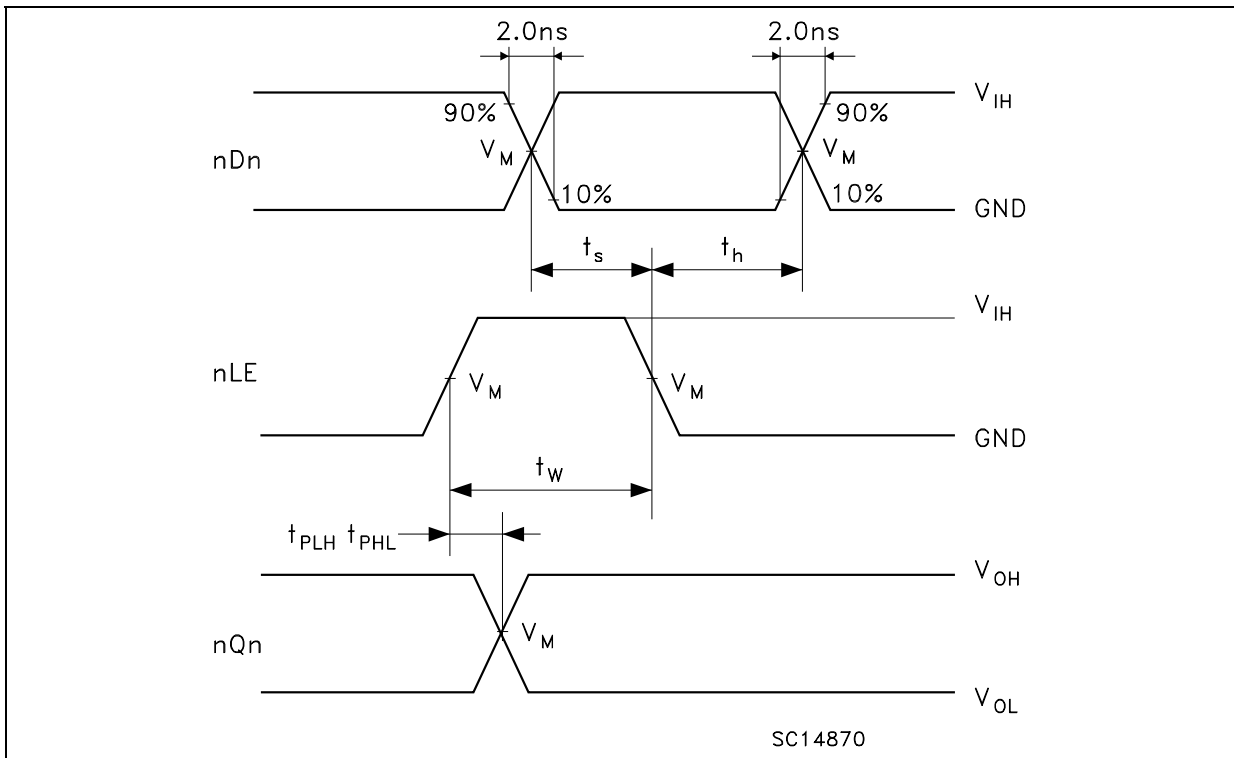 2.0ns 2.0ns
V_IH
90% 90%
nDn V_M V_M
10% 10%
GND
t_s t_h
V_IH
nLE V_M V_M
GND
t_W
t_PLH t_PHL
V_OH
nQn V_M
V_OL
SC14870